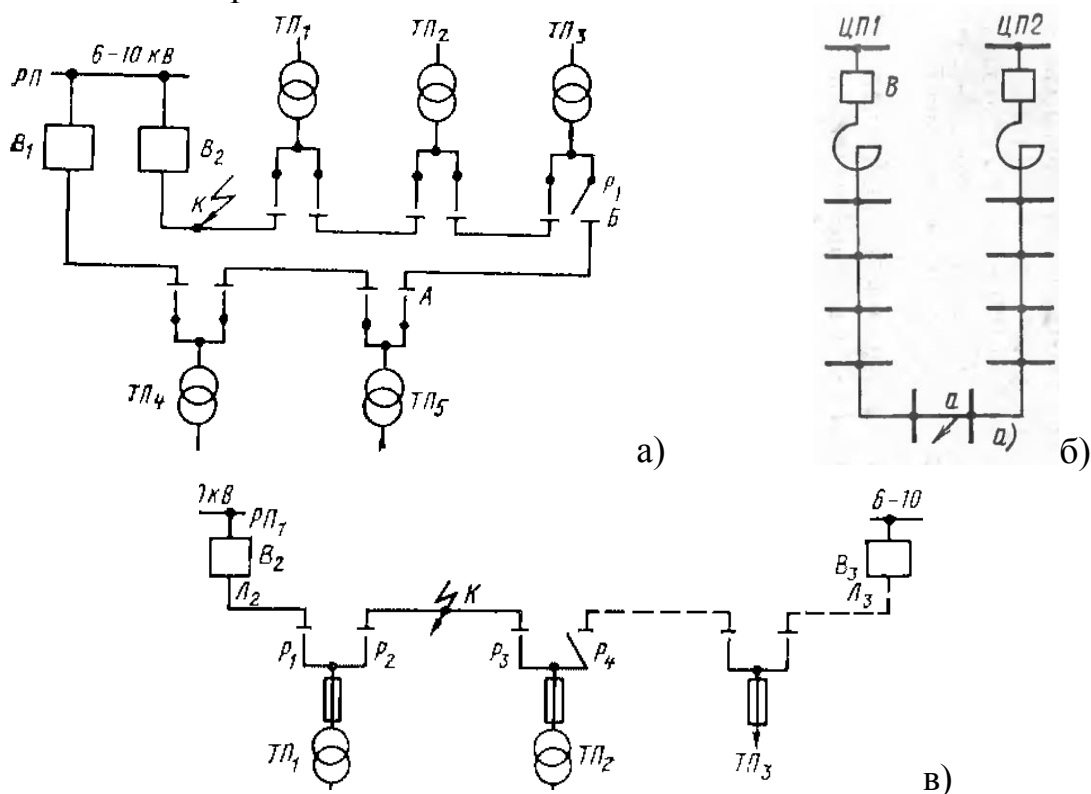 6-10 кВ
РП
В₁
В₂
К
ТП₁
ТП₂
ТП₃
Р₁
Б
А
ТП₄
ТП₅
а)
ЦП1
ЦП2
В
а
а)
б)
0кВ
РП₁
В₂
Л₂
К
6-10
В₃
Л₃
Р₁
Р₂
Р₃
Р₄
ТП₁
ТП₂
ТП₃
в)